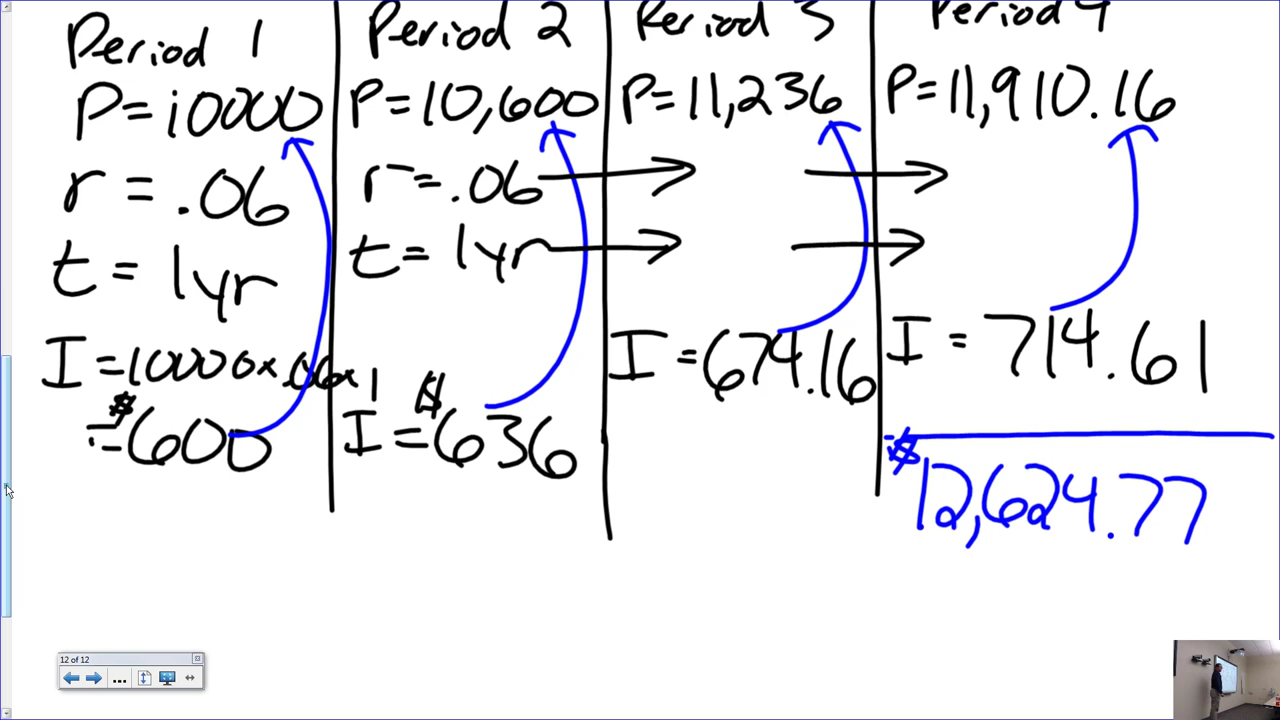 Period 1
P=10000
r = .06
t = 1yr
I =10000×.06×1
=$600
Period 2
P=10,600
r=.06
t=1yr
I =$636
Period 3
P=11,236
I =674.16
Period 4
P=11,910.16
I = 714.61
$12,624.77
12 of 12
...